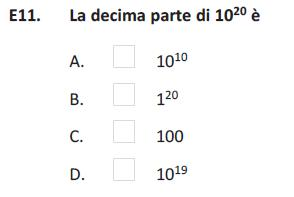 E11. La decima parte di 10²⁰ è
A. 10¹⁰
B. 1²⁰
C. 100
D. 10¹⁹